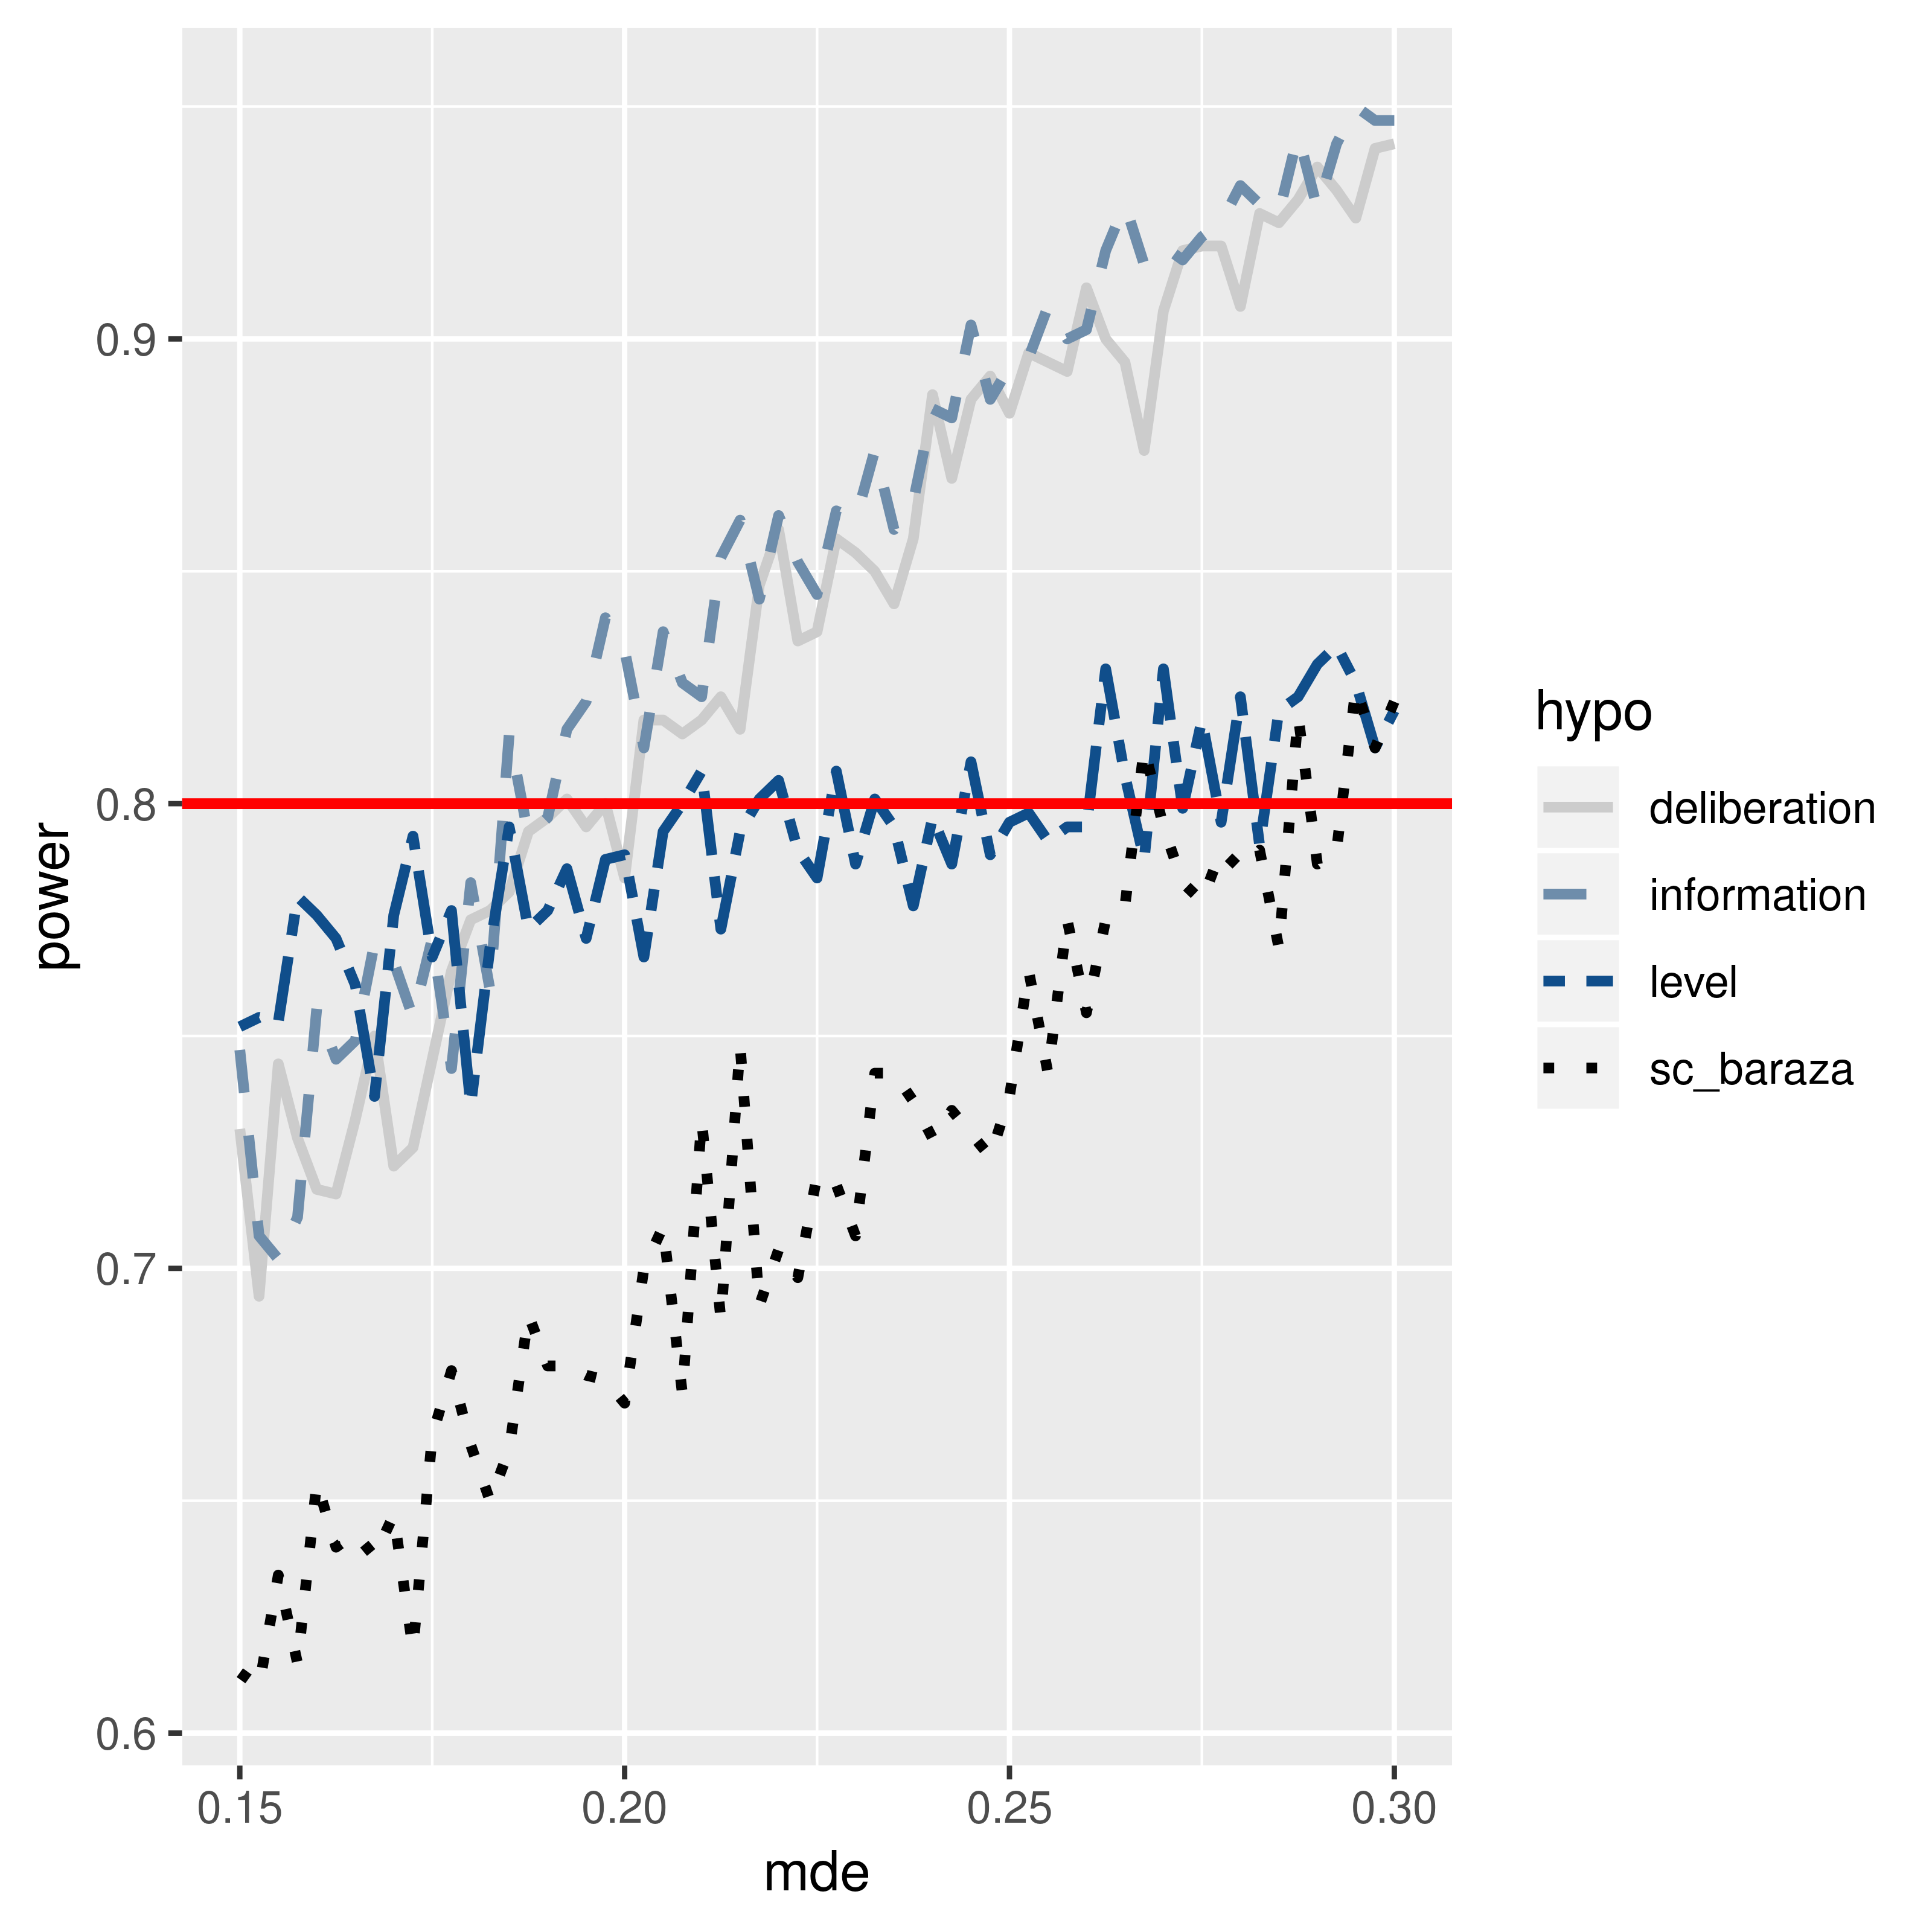 0.9
0.8
0.7
0.6
power
0.15
0.20
0.25
0.30
mde
hypo
deliberation
information
level
sc_baraza